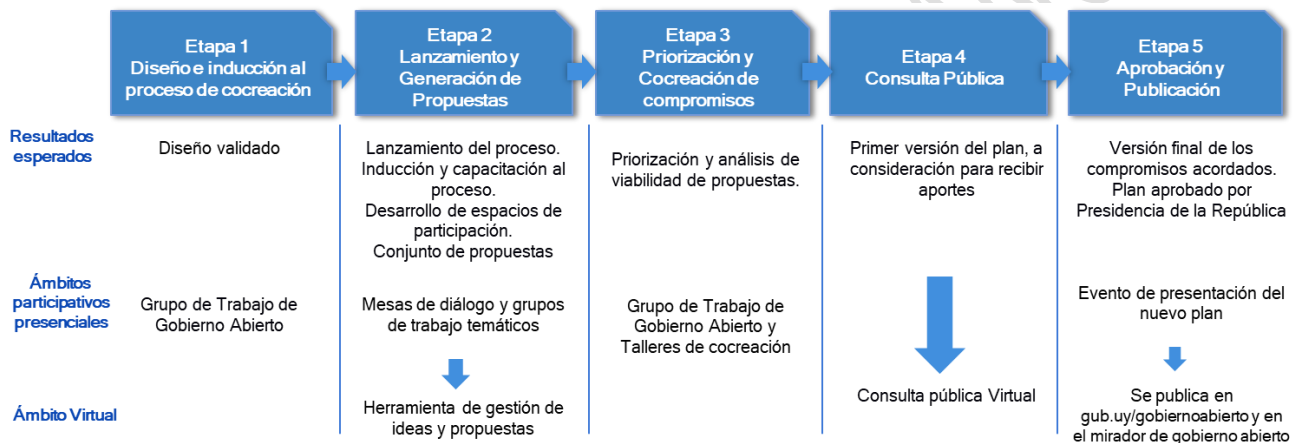 Etapa 1
Diseño e inducción al
proceso de cocreación
Etapa 2
Lanzamiento y
Generación de
Propuestas
Etapa 3
Priorización y
Cocreación de
compromisos
Etapa 4
Consulta Pública
Etapa 5
Aprobación y
Publicación
Resultados
esperados
Diseño validado
Lanzamiento del proceso.
Inducción y capacitación al
proceso.
Desarrollo de espacios de
participación.
Conjunto de propuestas
Priorización y análisis de
viabilidad de propuestas.
Primer versión del plan, a
consideración para recibir
aportes
Versión final de los
compromisos acordados.
Plan aprobado por
Presidencia de la República
Ámbitos
participativos
presenciales
Grupo de Trabajo de
Gobierno Abierto
Mesas de diálogo y grupos
de trabajo temáticos
Grupo de Trabajo de
Gobierno Abierto y
Talleres de cocreación
Evento de presentación del
nuevo plan
Ámbito Virtual
Herramienta de gestión de
ideas y propuestas
Consulta pública Virtual
Se publica en
gub.uy/gobiernoabierto y en
el mirador de gobierno abierto